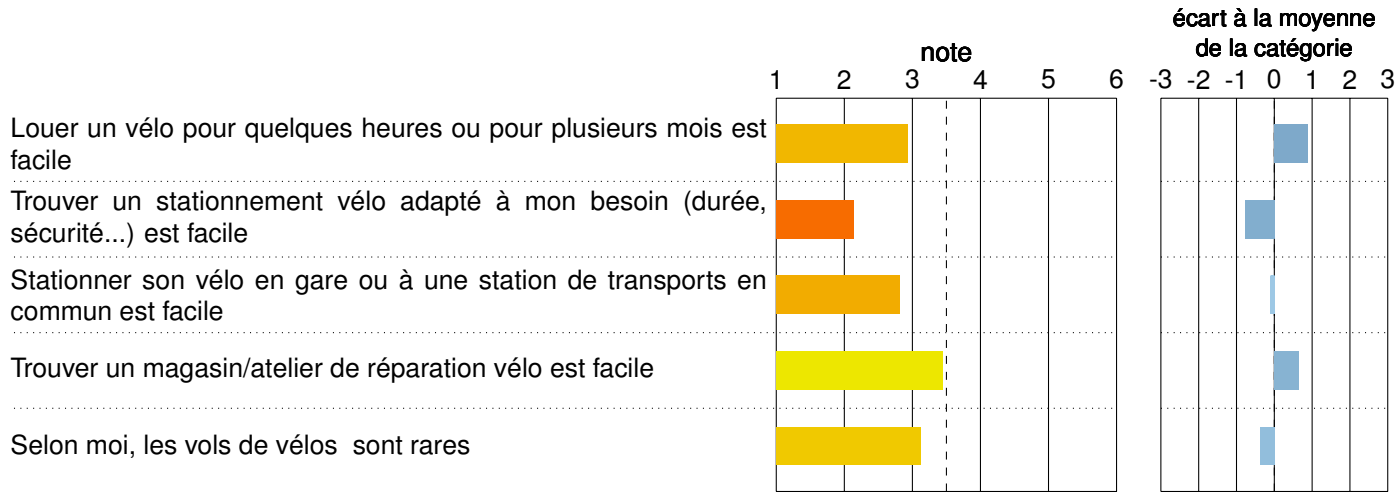 écart à la moyenne
de la catégorie
note
1 2 3 4 5 6
-3 -2 -1 0 1 2 3
Louer un vélo pour quelques heures ou pour plusieurs mois est
facile
Trouver un stationnement vélo adapté à mon besoin (durée,
sécurité...) est facile
Stationner son vélo en gare ou à une station de transports en
commun est facile
Trouver un magasin/atelier de réparation vélo est facile
Selon moi, les vols de vélos sont rares